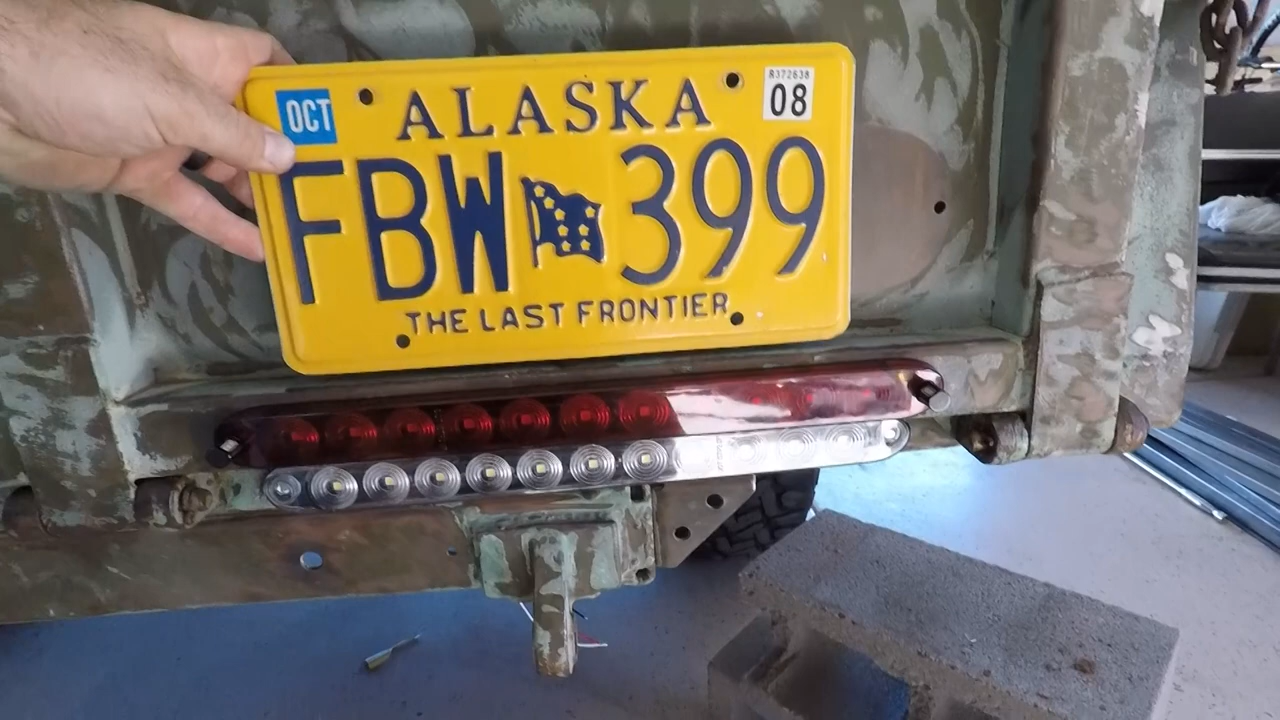 OCT
ALASKA
R372638
08
FBW 399
THE LAST FRONTIER